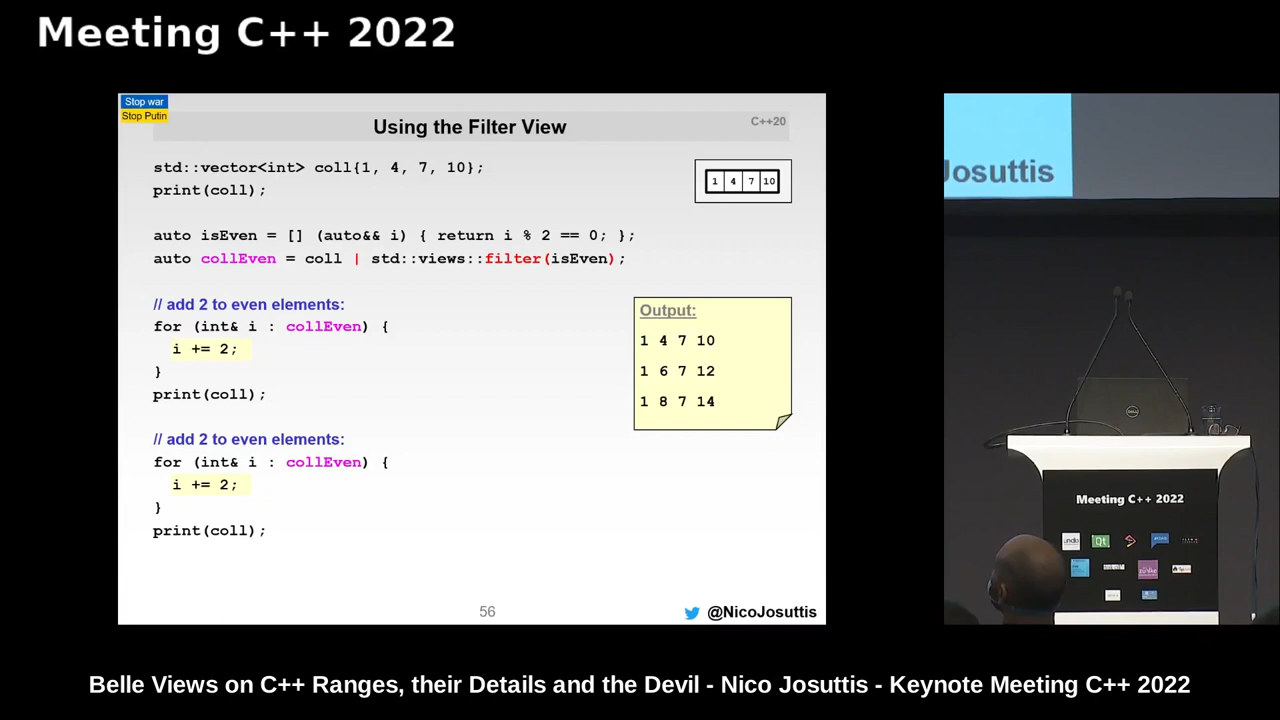 Meeting C++ 2022
Stop war
Stop Putin
Using the Filter View
C++20
std::vector<int> coll{1, 4, 7, 10};
print(coll);
1 4 7 10
auto isEven = [] (auto&& i) { return i % 2 == 0; };
auto collEven = coll | std::views::filter(isEven);
// add 2 to even elements:
for (int& i : collEven) {
i += 2;
}
print(coll);
Output:
1 4 7 10
1 6 7 12
1 8 7 14
// add 2 to even elements:
for (int& i : collEven) {
i += 2;
}
print(coll);
56
@NicoJosuttis
Josuttis
DELL
Meeting C++ 2022
undo
Qt
Belle Views on C++ Ranges, their Details and the Devil - Nico Josuttis - Keynote Meeting C++ 2022